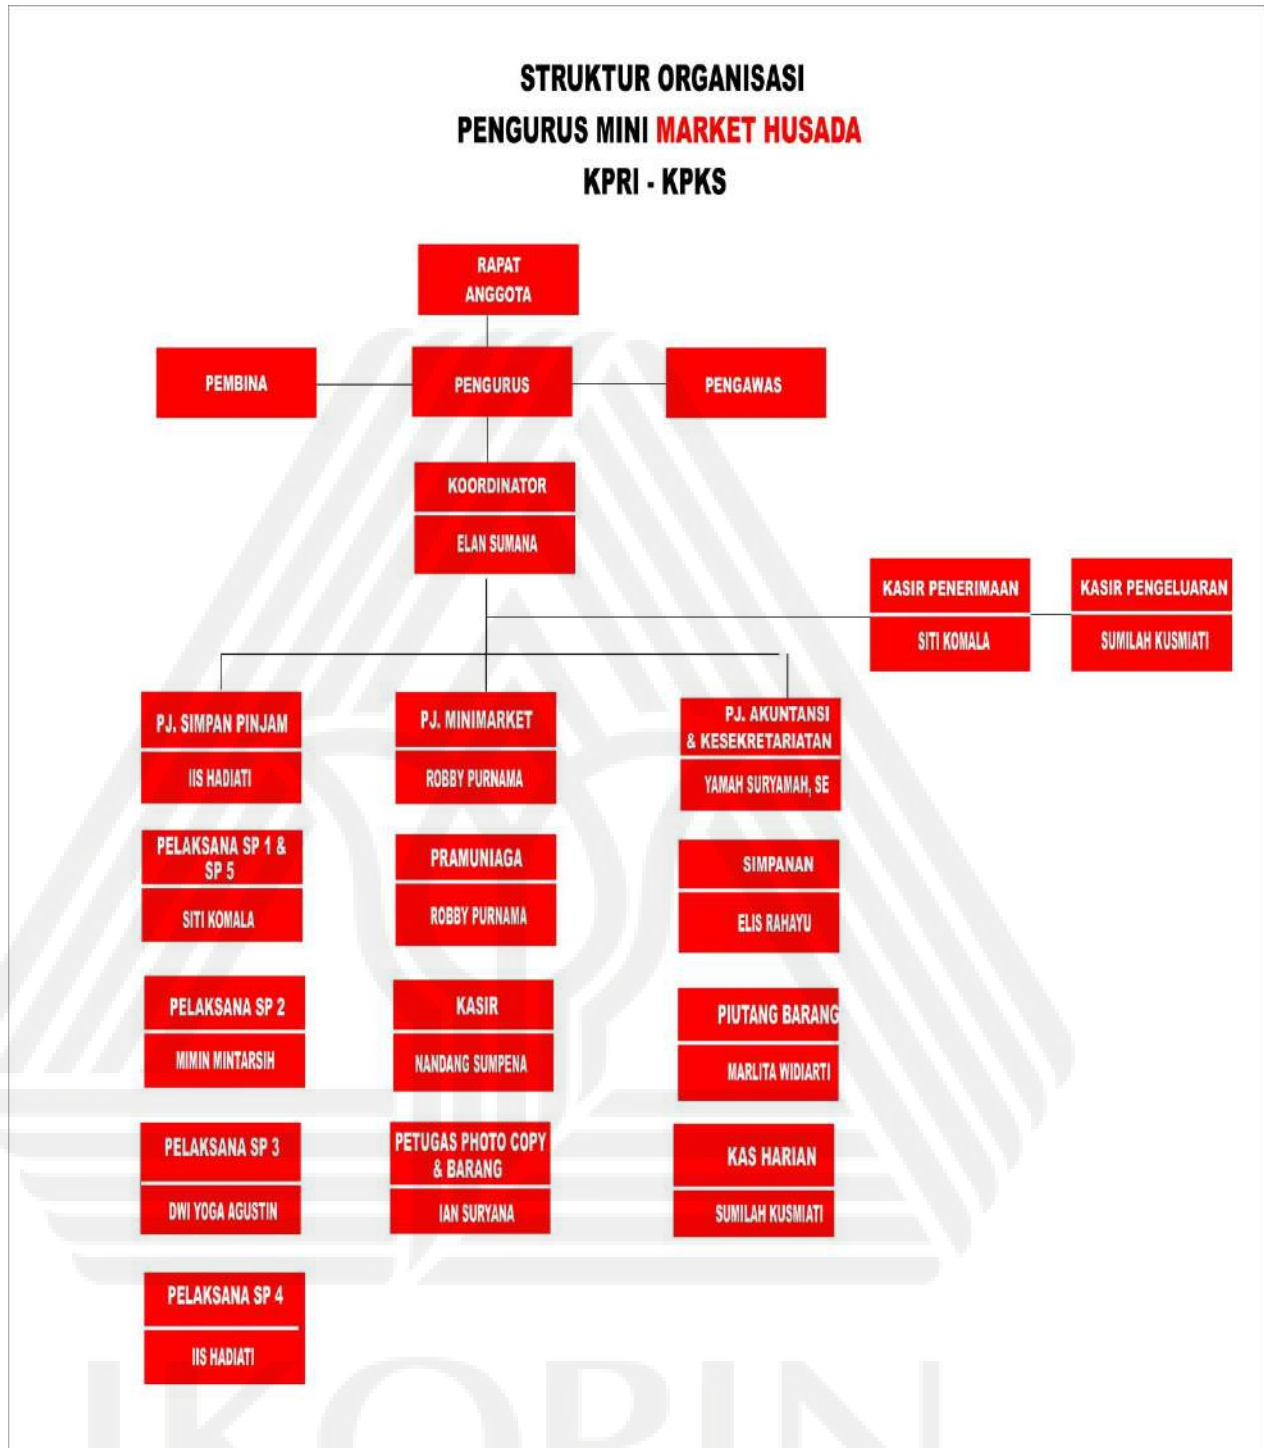 STRUKTUR ORGANISASI
PENGURUS MINI MARKET HUSADA
KPRI - KPKS
RAPAT
ANGGOTA
PEMBINA
PENGURUS
PENGAWAS
KOORDINATOR
ELAN SUMANA
KASIR PENERIMAAN
SITI KOMALA
KASIR PENGELUARAN
SUMILAH KUSMIATI
PJ. SIMPAN PINJAM
IIS HADIATI
PJ. MINIMARKET
ROBBY PURNAMA
PJ. AKUNTANSI
& KESEKRETARIATAN
YAMAH SURYAMAH, SE
PELAKSANA SP 1 &
SP 5
SITI KOMALA
PRAMUNIAGA
ROBBY PURNAMA
SIMPANAN
ELIS RAHAYU
PELAKSANA SP 2
MIMIN MINTARSIH
KASIR
NANDANG SUMPENA
PIUTANG BARANG
MARLITA WIDIARTI
PELAKSANA SP 3
DWI YOGA AGUSTIN
PETUGAS PHOTO COPY
& BARANG
IAN SURYANA
KAS HARIAN
SUMILAH KUSMIATI
PELAKSANA SP 4
IIS HADIATI
IKOPIN